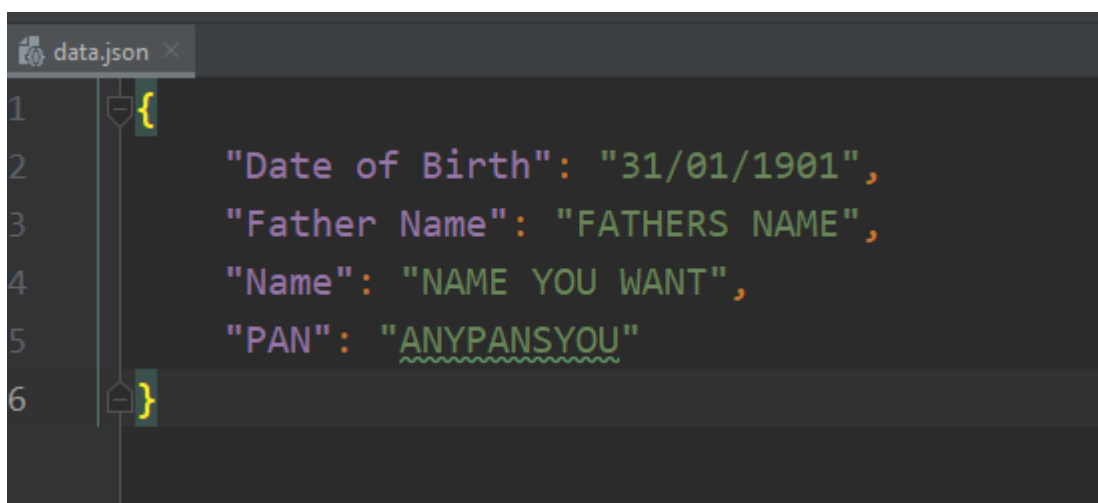 data.json
1 {
2 "Date of Birth": "31/01/1901",
3 "Father Name": "FATHERS NAME",
4 "Name": "NAME YOU WANT",
5 "PAN": "ANYPANSYOU"
6 }